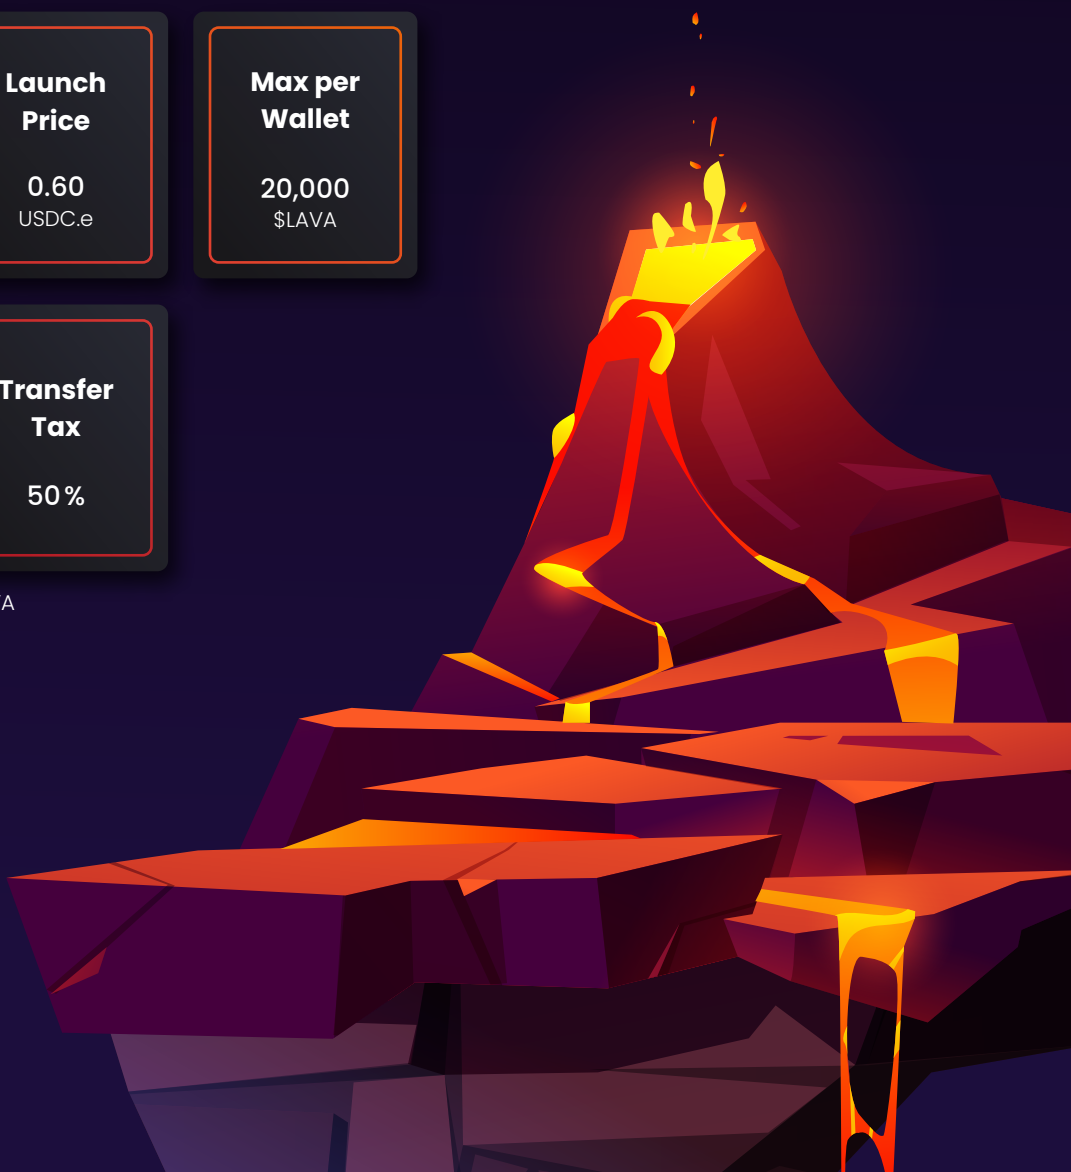 Launch
Price
0.60
USDC.e
Max per
Wallet
20,000
$LAVA
Transfer
Tax
50%